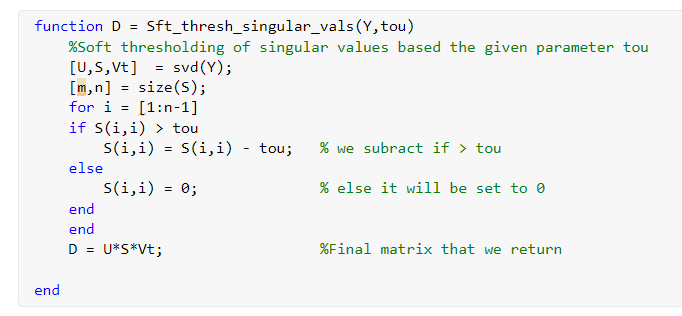 function D = Sft_thresh_singular_vals(Y,tou)
%Soft thresholding of singular values based the given parameter tou
[U,S,Vt] = svd(Y);
[m,n] = size(S);
for i = [1:n-1]
if S(i,i) > tou
S(i,i) = S(i,i) - tou; % we subract if > tou
else
S(i,i) = 0; % else it will be set to 0
end
end
D = U*S*Vt; %Final matrix that we return
end